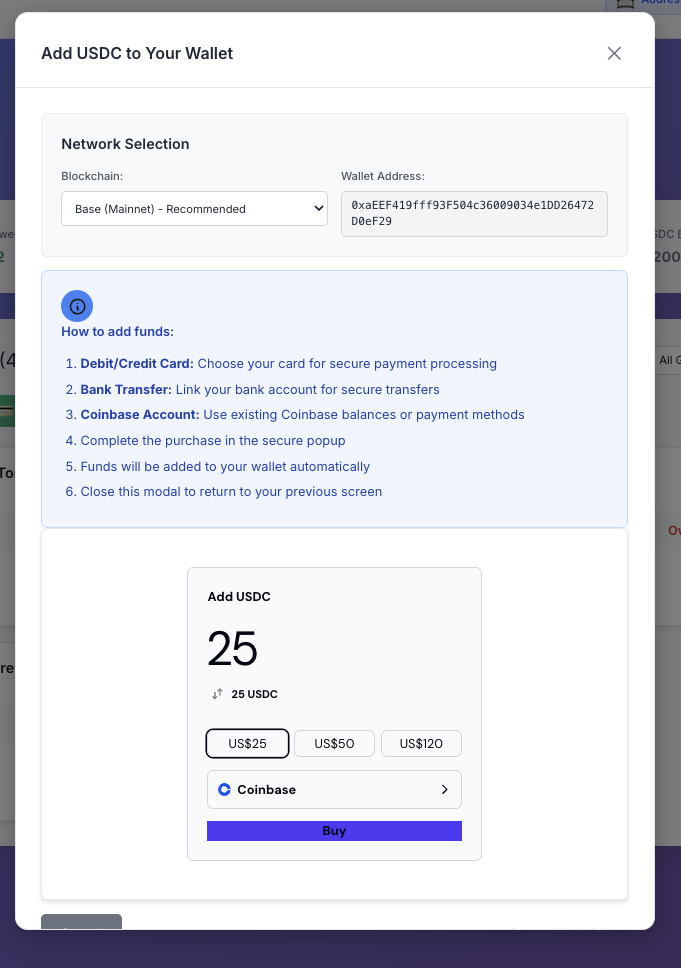 Add USDC to Your Wallet
Network Selection
Blockchain:
Wallet Address:
Base (Mainnet) - Recommended
0xaEEF419fff93F504c36009034e1DD26472
D0eF29
How to add funds:
1. Debit/Credit Card: Choose your card for secure payment processing
2. Bank Transfer: Link your bank account for secure transfers
3. Coinbase Account: Use existing Coinbase balances or payment methods
4. Complete the purchase in the secure popup
5. Funds will be added to your wallet automatically
6. Close this modal to return to your previous screen
Add USDC
25
25 USDC
US$25
US$50
US$120
Coinbase
Buy
All G